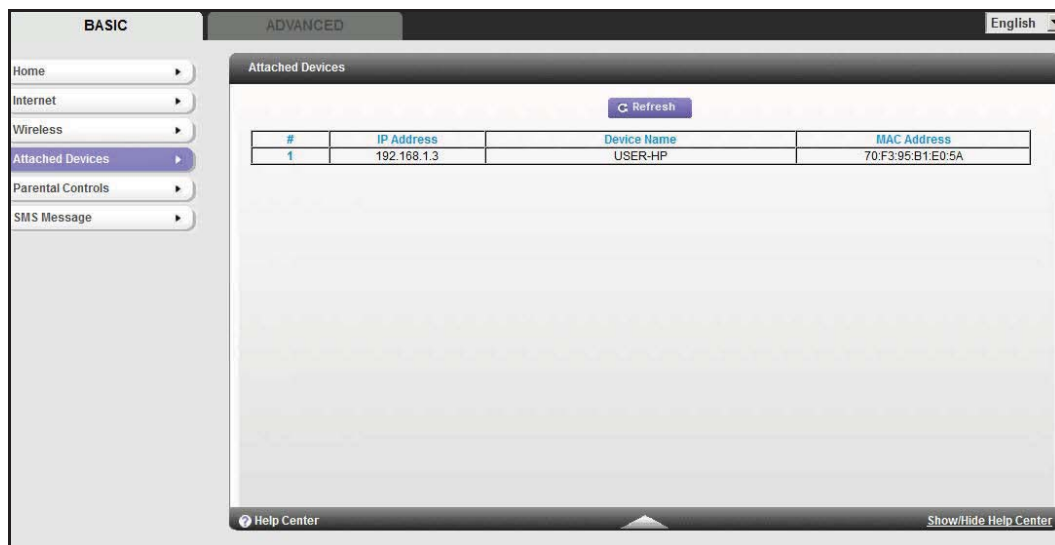 BASIC
ADVANCED
English
Home
Internet
Wireless
Attached Devices
Parental Controls
SMS Message
Attached Devices
Refresh
# IP Address Device Name MAC Address
1 192.168.1.3 USER-HP 70:F3:95:B1:E0:5A
Help Center
Show/Hide Help Center